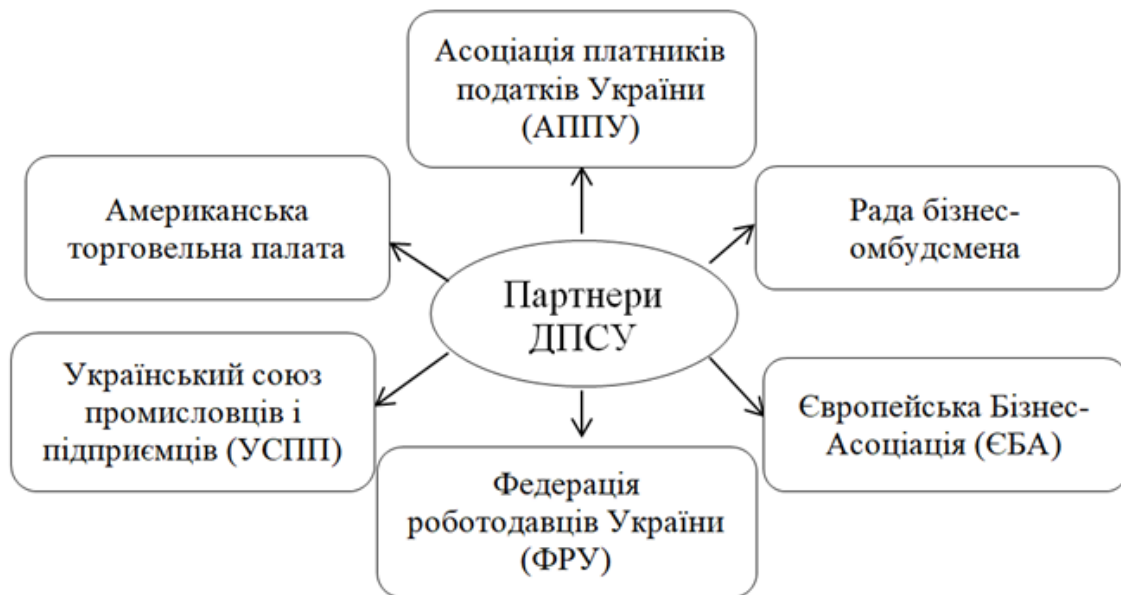 Асоціація платників
податків України
(АППУ)
Американська
торговельна палата
Рада бізнес-
омбудсмена
Партнери
ДПСУ
Український союз
промисловців і
підприємців (УСПП)
Європейська Бізнес-
Асоціація (ЄБА)
Федерація
роботодавців України
(ФРУ)